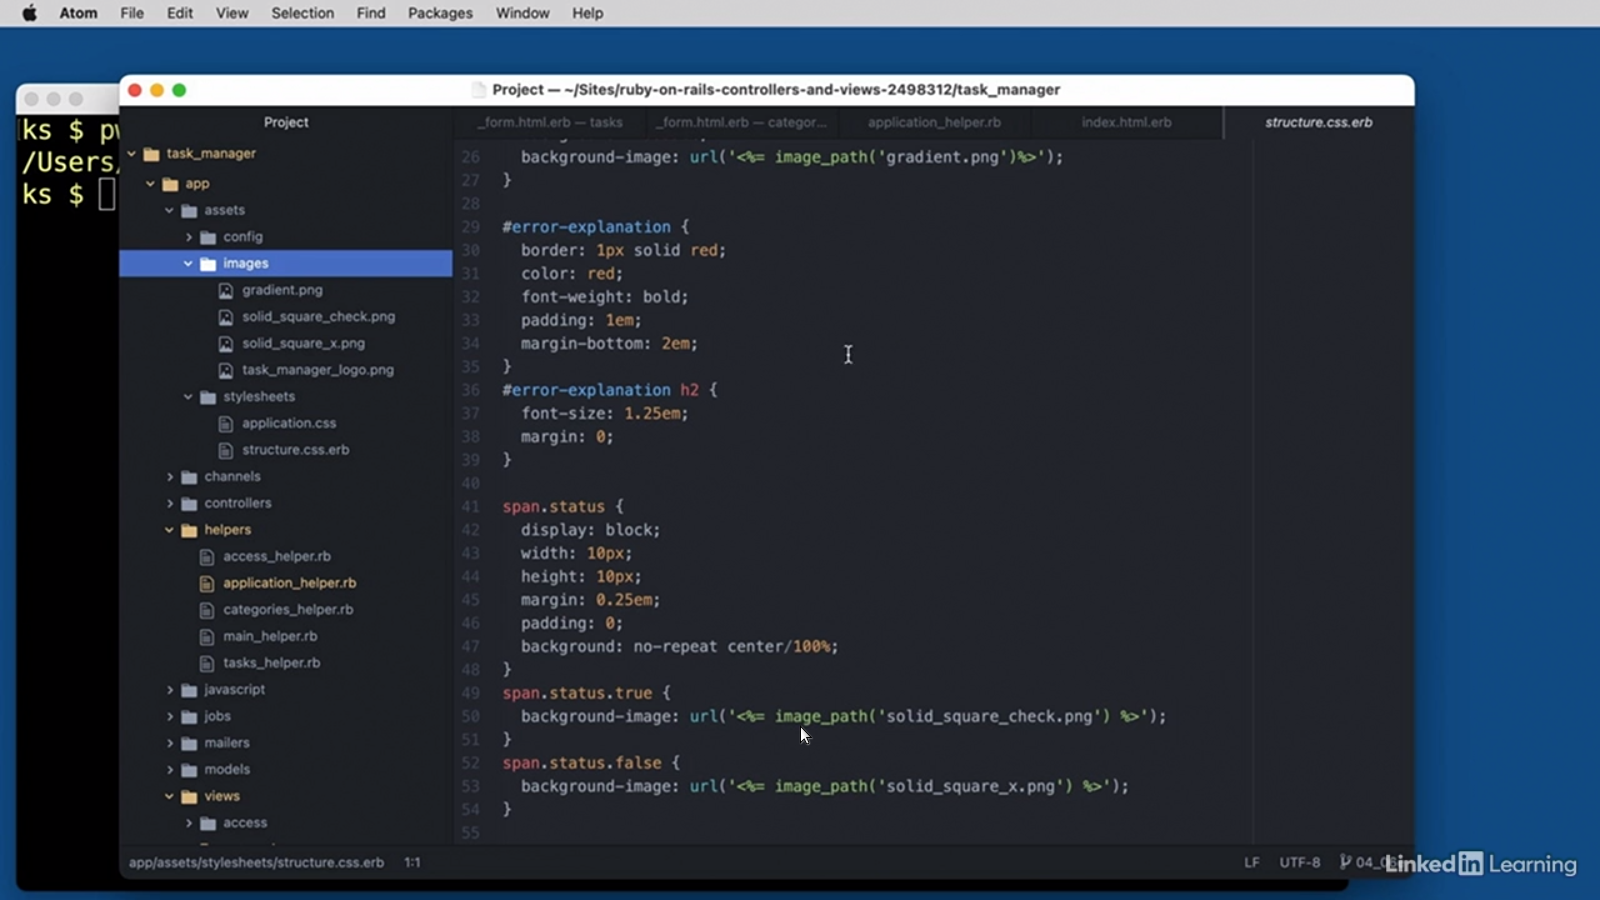 Atom File Edit View Selection Find Packages Window Help
Project — ~/Sites/ruby-on-rails-controllers-and-views-2498312/task_manager
ks $
/Users/
ks $
Project
_form.html.erb — tasks
_form.html.erb — categor...
application_helper.rb
index.html.erb
structure.css.erb
task_manager
app
assets
config
images
gradient.png
solid_square_check.png
solid_square_x.png
task_manager_logo.png
stylesheets
application.css
structure.css.erb
channels
controllers
helpers
access_helper.rb
application_helper.rb
categories_helper.rb
main_helper.rb
tasks_helper.rb
javascript
jobs
mailers
models
views
access
26 background-image: url('<%= image_path('gradient.png')%>');
27 }
28
29 #error-explanation {
30 border: 1px solid red;
31 color: red;
32 font-weight: bold;
33 padding: 1em;
34 margin-bottom: 2em;
35 }
36 #error-explanation h2 {
37 font-size: 1.25em;
38 margin: 0;
39 }
40
41 span.status {
42 display: block;
43 width: 10px;
44 height: 10px;
45 margin: 0.25em;
46 padding: 0;
47 background: no-repeat center/100%;
48 }
49 span.status.true {
50 background-image: url('<%= image_path('solid_square_check.png') %>');
51 }
52 span.status.false {
53 background-image: url('<%= image_path('solid_square_x.png') %>');
54 }
55
app/assets/stylesheets/structure.css.erb 1:1
LF UTF-8
LinkedIn Learning